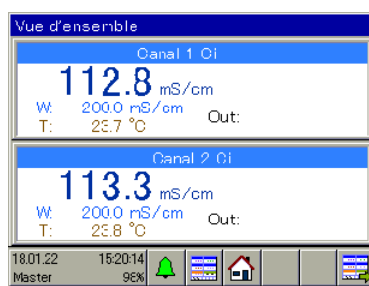 Vue d'ensemble
Canal 1 Ci
112.8 mS/cm
W: 200.0 mS/cm
Out:
T: 23.7 °C
Canal 2 Ci
113.3 mS/cm
W: 200.0 mS/cm
Out:
T: 23.8 °C
18.01.22 15:20:14
Master 96%